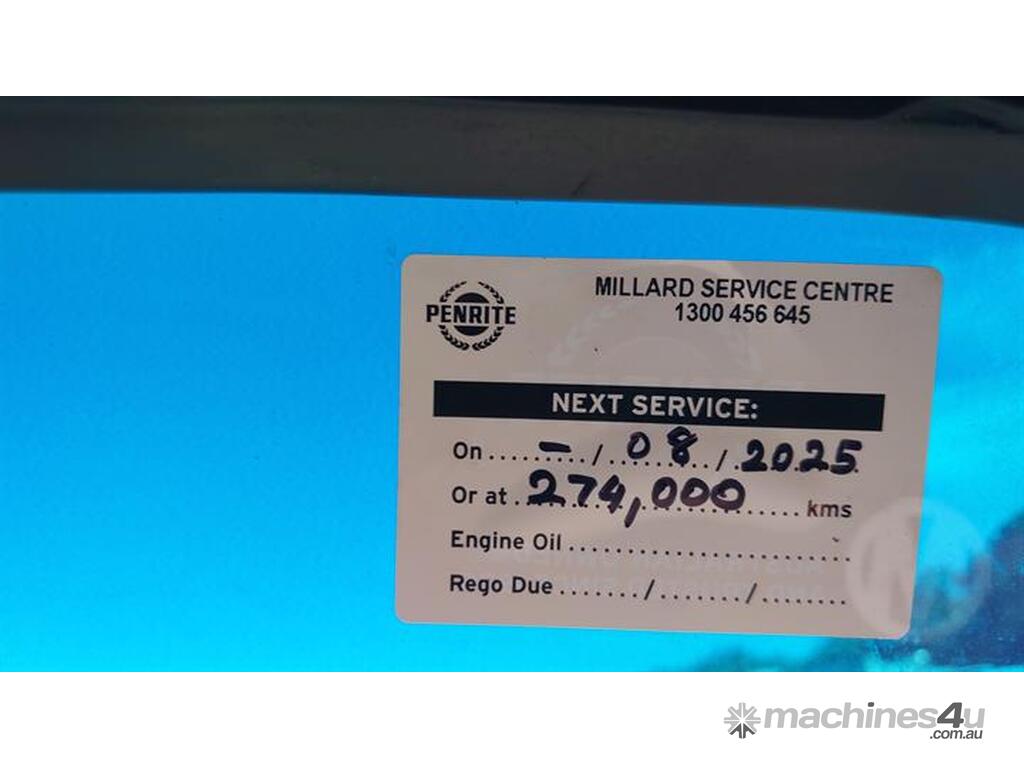 PENRITE
MILLARD SERVICE CENTRE
1300 456 645
NEXT SERVICE:
On.......-../..08../.2025.
Or at.274,000......kms
Engine Oil..............................
Rego Due......./......./........
machines4u
.com.au